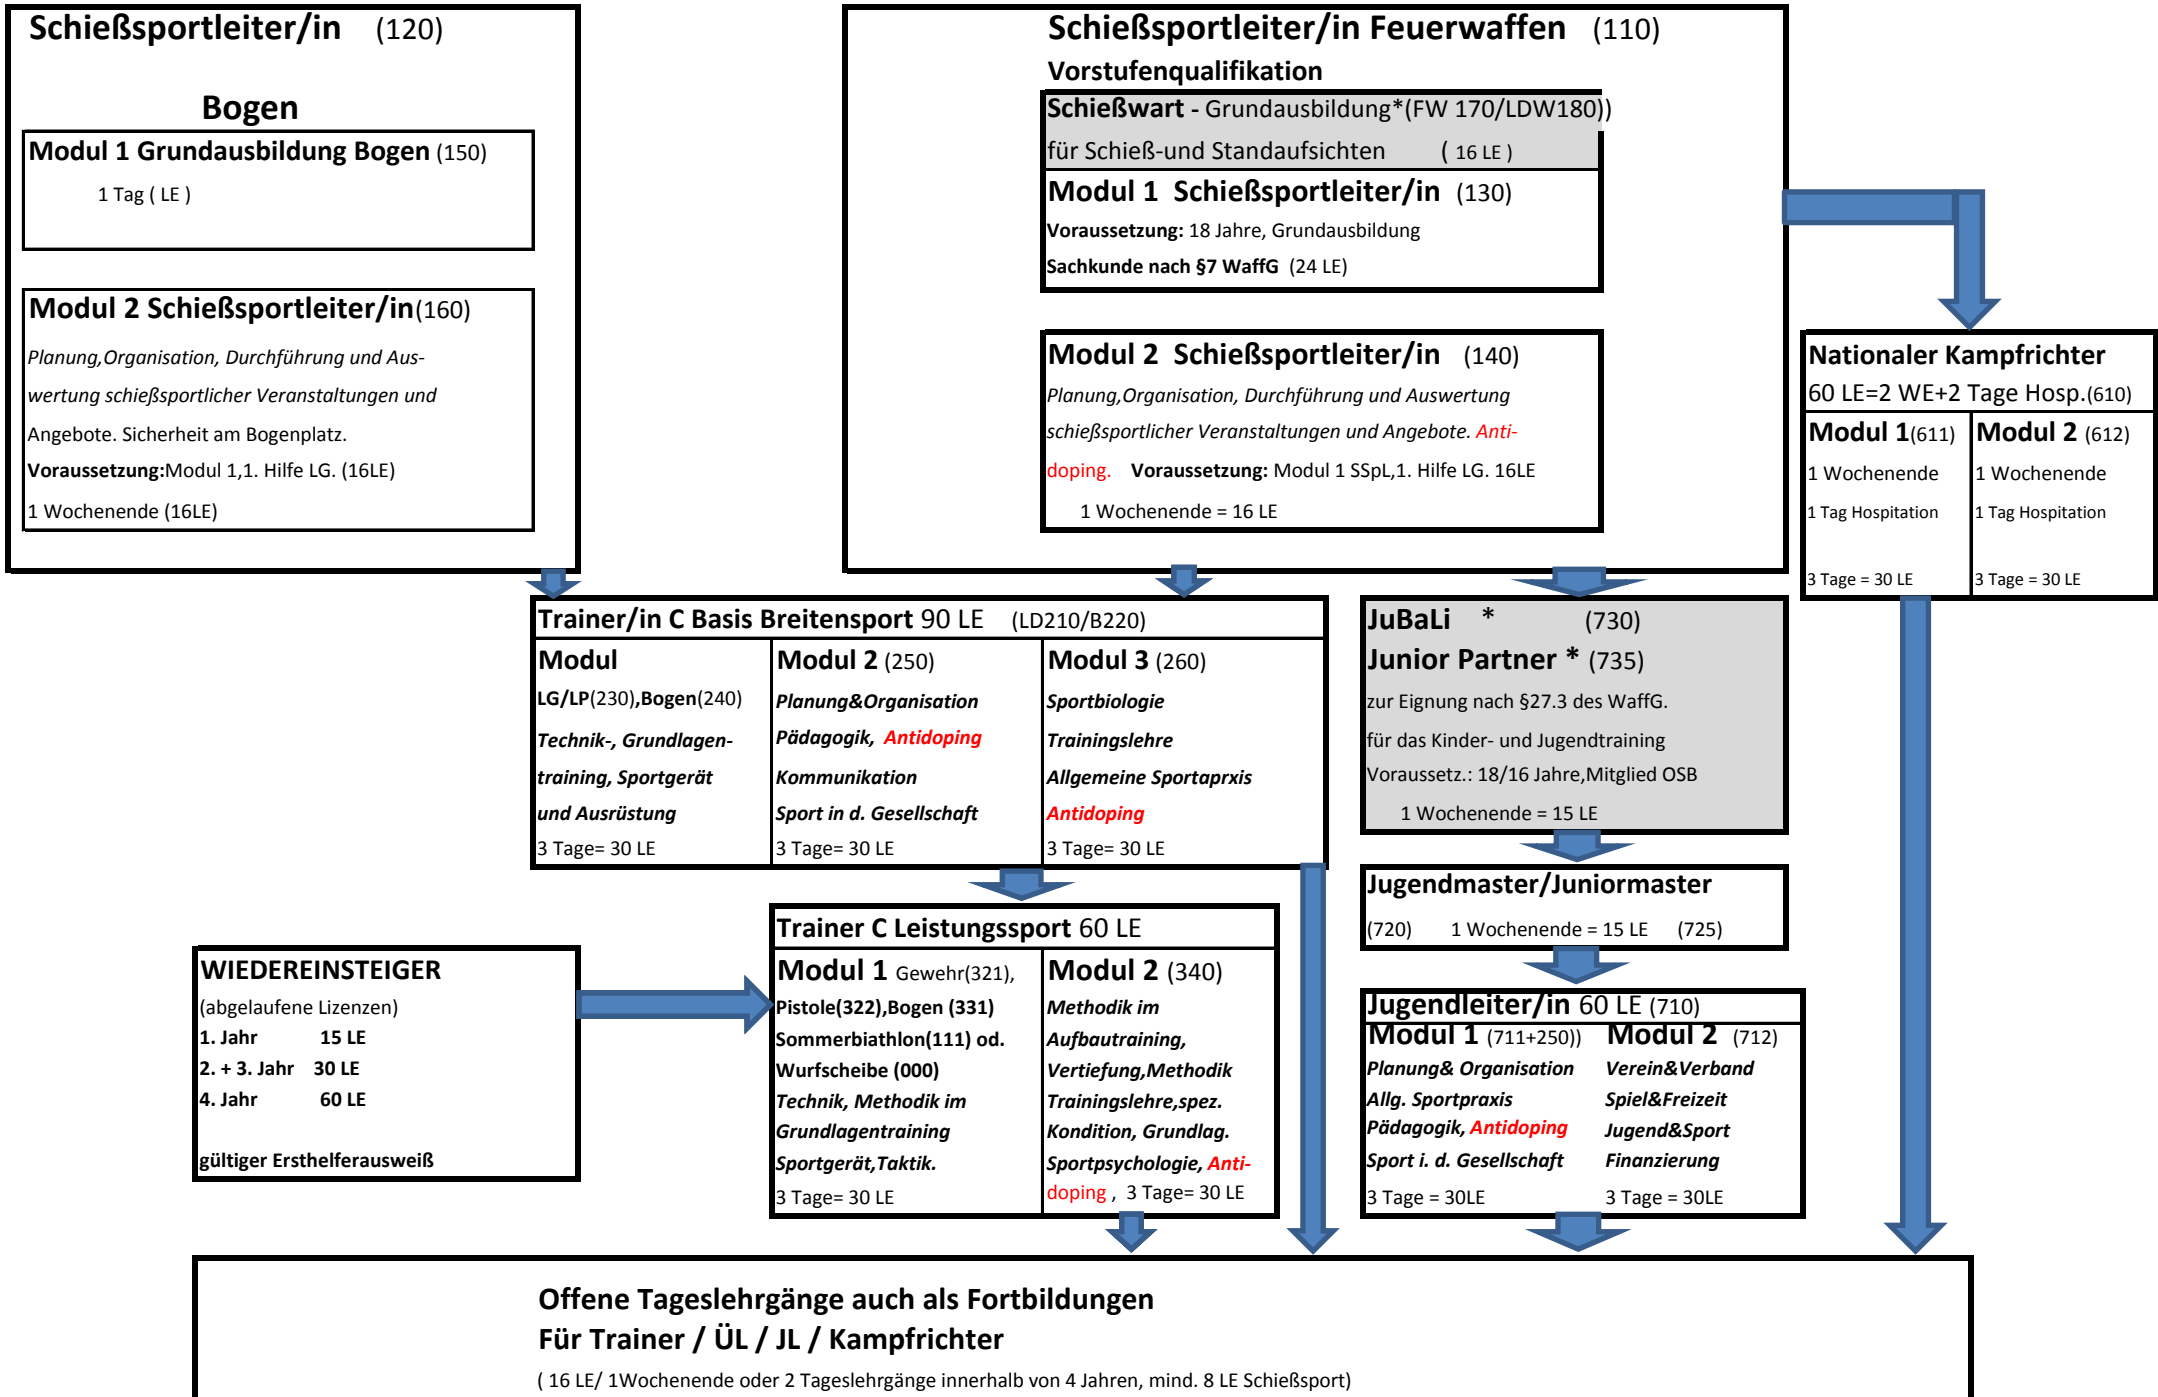 Schießsportleiter/in (120)
Bogen
Modul 1 Grundausbildung Bogen (150)
1 Tag ( LE )
Modul 2 Schießsportleiter/in(160)
Planung,Organisation, Durchführung und Aus-
wertung schießsportlicher Veranstaltungen und
Angebote. Sicherheit am Bogenplatz.
Voraussetzung:Modul 1,1. Hilfe LG. (16LE)
1 Wochenende (16LE)
Schießsportleiter/in Feuerwaffen (110)
Vorstufenqualifikation
Schießwart - Grundausbildung*(FW 170/LDW180))
für Schieß-und Standaufsichten ( 16 LE )
Modul 1 Schießsportleiter/in (130)
Voraussetzung: 18 Jahre, Grundausbildung
Sachkunde nach §7 WaffG (24 LE)
Modul 2 Schießsportleiter/in (140)
Planung,Organisation, Durchführung und Auswertung
schießsportlicher Veranstaltungen und Angebote. Anti-
doping. Voraussetzung: Modul 1 SSpL,1. Hilfe LG. 16LE
1 Wochenende = 16 LE
Nationaler Kampfrichter
60 LE=2 WE+2 Tage Hosp.(610)
Modul 1(611)
1 Wochenende
1 Tag Hospitation
3 Tage = 30 LE
Modul 2 (612)
1 Wochenende
1 Tag Hospitation
3 Tage = 30 LE
Trainer/in C Basis Breitensport 90 LE (LD210/B220)
Modul
LG/LP(230),Bogen(240)
Technik-, Grundlagen-
training, Sportgerät
und Ausrüstung
3 Tage= 30 LE
Modul 2 (250)
Planung&Organisation
Pädagogik, Antidoping
Kommunikation
Sport in d. Gesellschaft
3 Tage= 30 LE
Modul 3 (260)
Sportbiologie
Trainingslehre
Allgemeine Sportaprxis
Antidoping
3 Tage= 30 LE
JuBaLi * (730)
Junior Partner * (735)
zur Eignung nach §27.3 des WaffG.
für das Kinder- und Jugendtraining
Voraussetz.: 18/16 Jahre,Mitglied OSB
1 Wochenende = 15 LE
Jugendmaster/Juniormaster
(720) 1 Wochenende = 15 LE (725)
WIEDEREINSTEIGER
(abgelaufene Lizenzen)
1. Jahr 15 LE
2. + 3. Jahr 30 LE
4. Jahr 60 LE
gültiger Ersthelferausweiß
Trainer C Leistungssport 60 LE
Modul 1 Gewehr(321),
Pistole(322),Bogen (331)
Sommerbiathlon(111) od.
Wurfscheibe (000)
Technik, Methodik im
Grundlagentraining
Sportgerät,Taktik.
3 Tage= 30 LE
Modul 2 (340)
Methodik im
Aufbautraining,
Vertiefung,Methodik
Trainingslehre,spez.
Kondition, Grundlag.
Sportpsychologie, Anti-
doping , 3 Tage= 30 LE
Jugendleiter/in 60 LE (710)
Modul 1 (711+250))
Planung& Organisation
Allg. Sportpraxis
Pädagogik, Antidoping
Sport i. d. Gesellschaft
3 Tage = 30LE
Modul 2 (712)
Verein&Verband
Spiel&Freizeit
Jugend&Sport
Finanzierung
3 Tage = 30LE
Offene Tageslehrgänge auch als Fortbildungen
Für Trainer / ÜL / JL / Kampfrichter
( 16 LE/ 1Wochenende oder 2 Tageslehrgänge innerhalb von 4 Jahren, mind. 8 LE Schießsport)